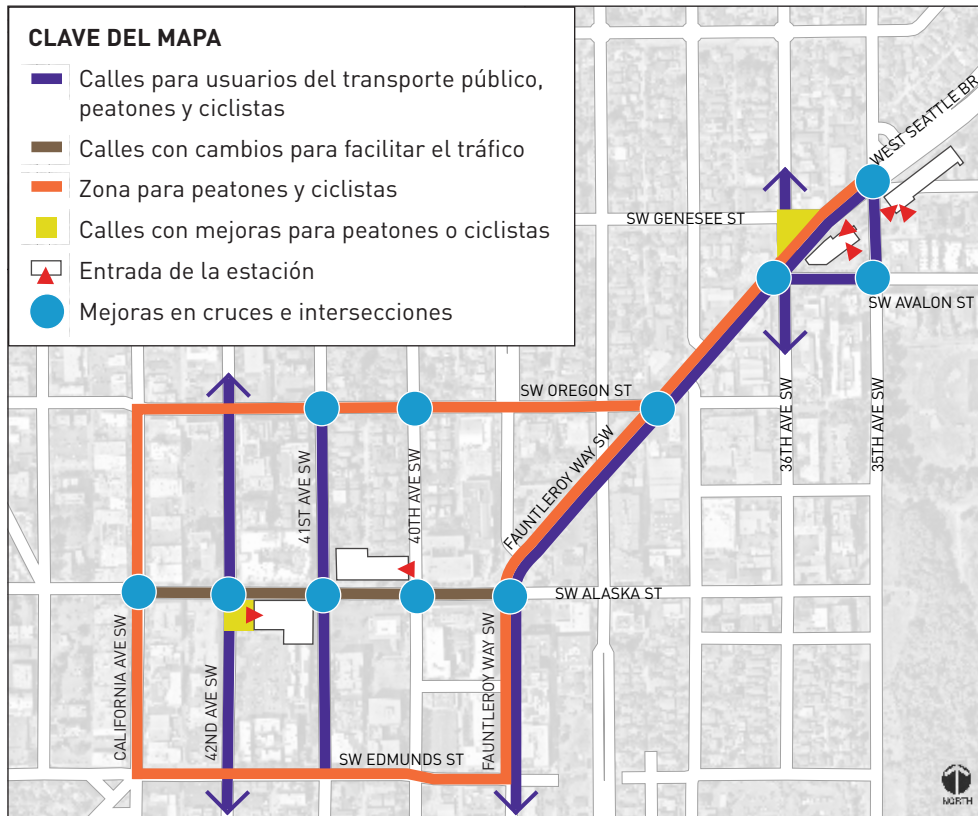 CLAVE DEL MAPA
Calles para usuarios del transporte público,
peatones y ciclistas
Calles con cambios para facilitar el tráfico
Zona para peatones y ciclistas
Calles con mejoras para peatones o ciclistas
Entrada de la estación
Mejoras en cruces e intersecciones
WEST SEATTLE BR
SW GENESEE ST
SW AVALON ST
SW OREGON ST
36TH AVE SW
35TH AVE SW
41ST AVE SW
40TH AVE SW
FAUNTLEROY WAY SW
SW ALASKA ST
CALIFORNIA AVE SW
42ND AVE SW
FAUNTLEROY WAY SW
SW EDMUNDS ST
NORTH